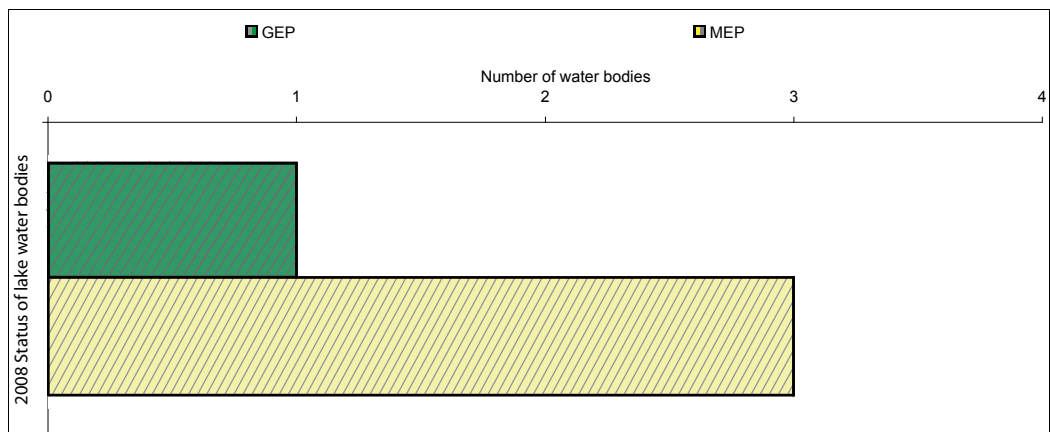 GEP MEP
Number of water bodies
0 1 2 3 4
2008 Status of lake water bodies